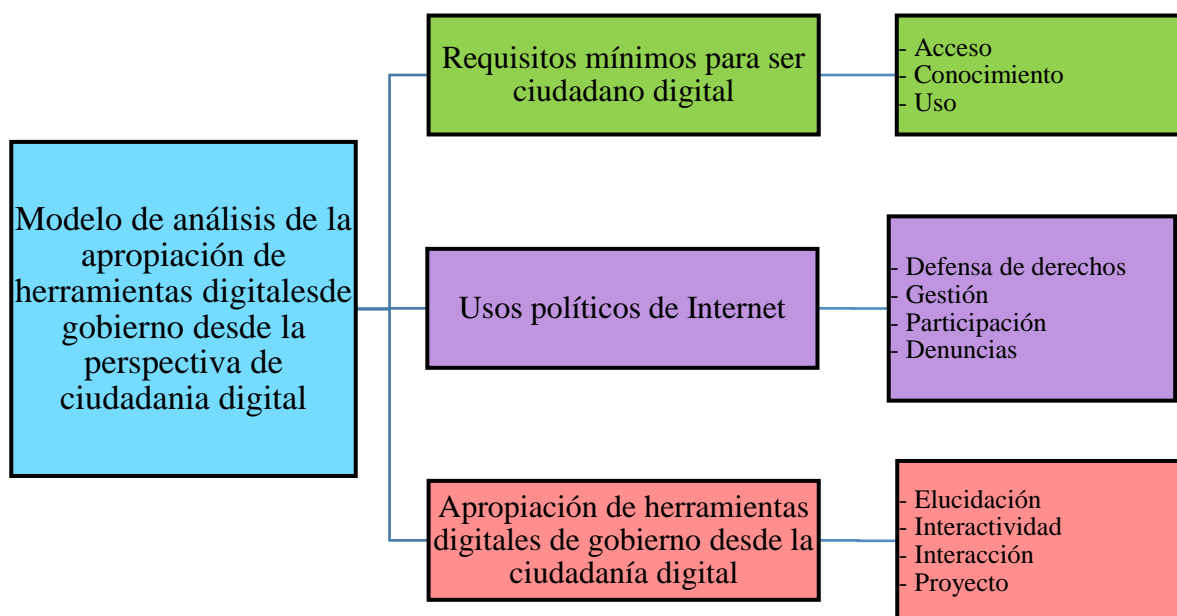 Modelo de análisis de la
apropiación de
herramientas digitalesde
gobierno desde la
perspectiva de
ciudadania digital
Requisitos mínimos para ser
ciudadano digital
- Acceso
- Conocimiento
- Uso
Usos políticos de Internet
- Defensa de derechos
- Gestión
- Participación
- Denuncias
Apropiación de herramientas
digitales de gobierno desde la
ciudadanía digital
- Elucidación
- Interactividad
- Interacción
- Proyecto